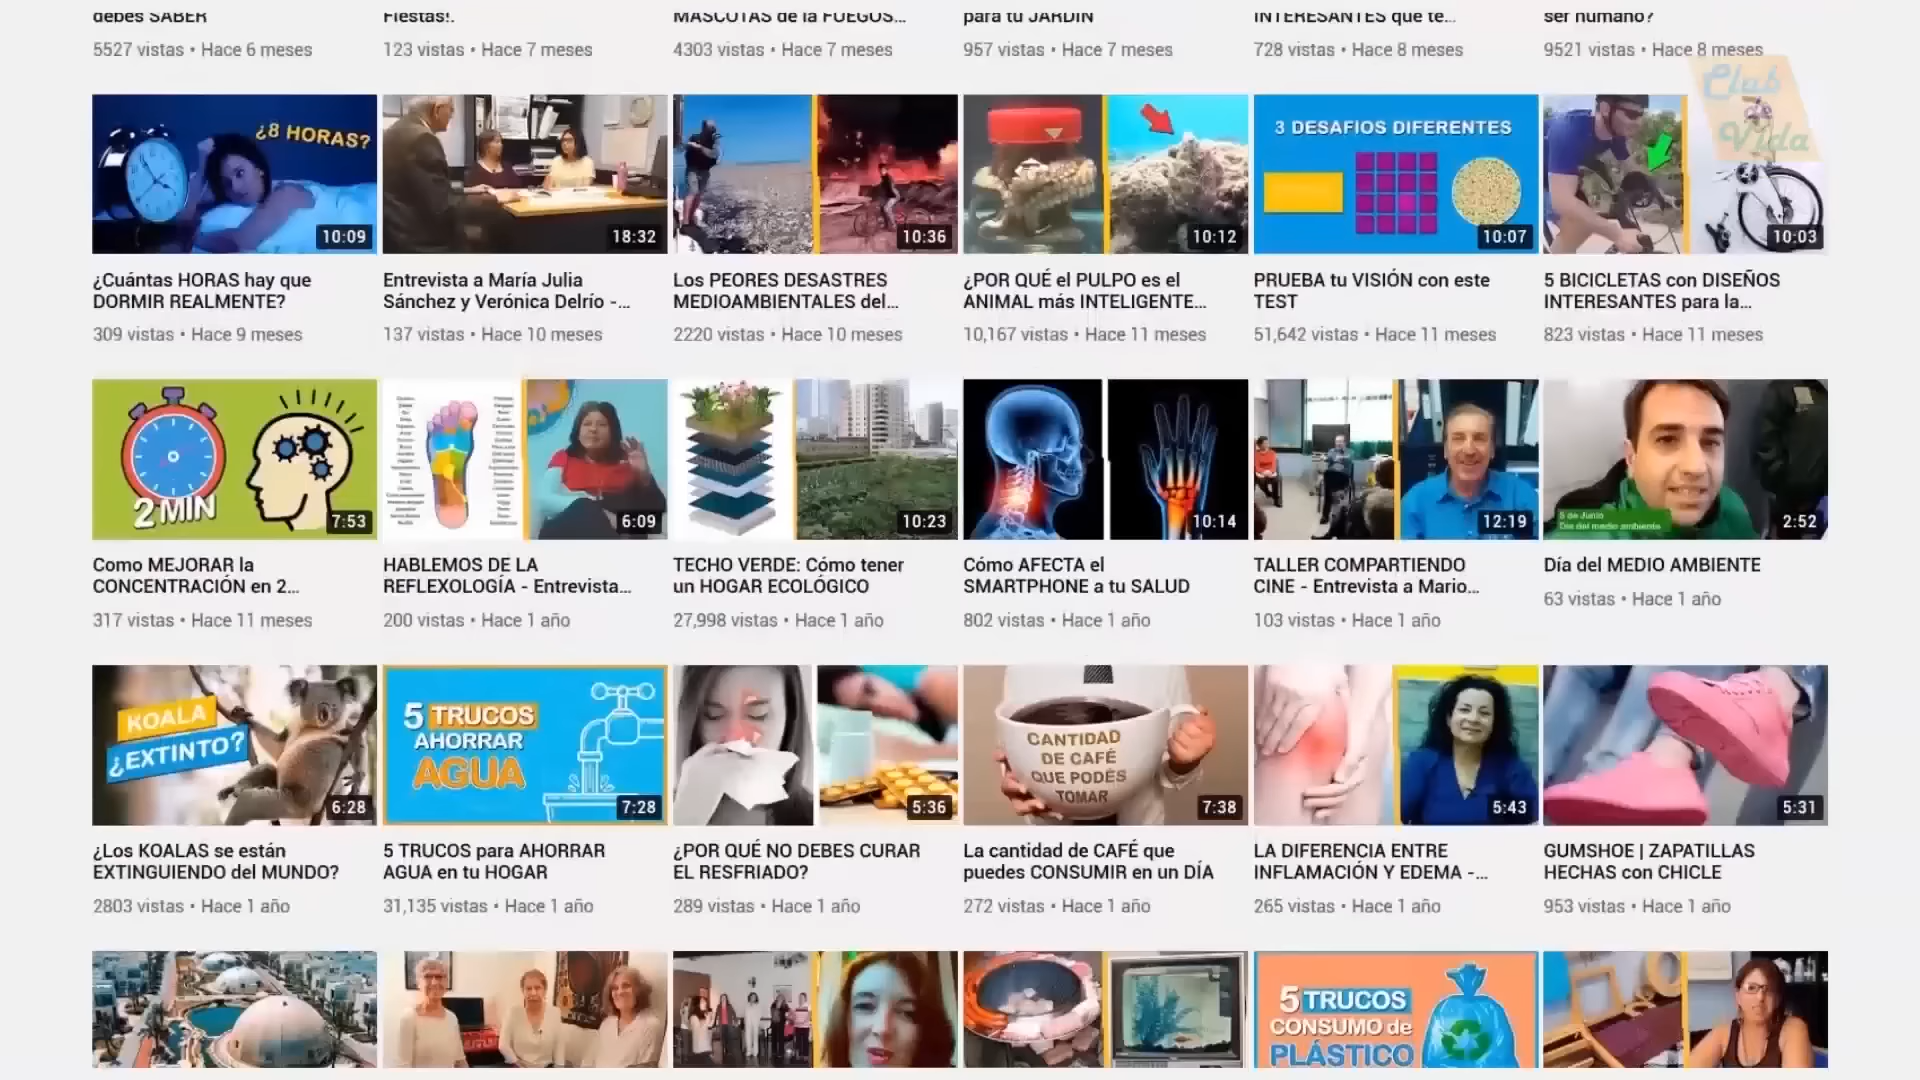 debes SABER
Fiestas!.
MASCOTAS de la FUEGOS...
para tu JARDÍN
INTERESANTES que te...
ser humano?
5527 vistas • Hace 6 meses
123 vistas • Hace 7 meses
4303 vistas • Hace 7 meses
957 vistas • Hace 7 meses
728 vistas • Hace 8 meses
9521 vistas • Hace 8 meses
Club
Vida
¿8 HORAS?
10:09
18:32
10:36
10:12
3 DESAFIOS DIFERENTES
10:07
10:03
¿Cuántas HORAS hay que
DORMIR REALMENTE?
309 vistas • Hace 9 meses
Entrevista a María Julia
Sánchez y Verónica Delrío -...
137 vistas • Hace 10 meses
Los PEORES DESASTRES
MEDIOAMBIENTALES del...
2220 vistas • Hace 10 meses
¿POR QUÉ el PULPO es el
ANIMAL más INTELIGENTE...
10,167 vistas • Hace 11 meses
PRUEBA tu VISIÓN con este
TEST
51,642 vistas • Hace 11 meses
5 BICICLETAS con DISEÑOS
INTERESANTES para la...
823 vistas • Hace 11 meses
2 MIN
7:53
6:09
10:23
10:14
12:19
5 de Junio
Dia del medio ambiente
2:52
Como MEJORAR la
CONCENTRACIÓN en 2...
317 vistas • Hace 11 meses
HABLEMOS DE LA
REFLEXOLOGÍA - Entrevista...
200 vistas • Hace 1 año
TECHO VERDE: Cómo tener
un HOGAR ECOLÓGICO
27,998 vistas • Hace 1 año
Cómo AFECTA el
SMARTPHONE a tu SALUD
802 vistas • Hace 1 año
TALLER COMPARTIENDO
CINE - Entrevista a Mario...
103 vistas • Hace 1 año
Día del MEDIO AMBIENTE
63 vistas • Hace 1 año
KOALA
¿EXTINTO?
6:28
5 TRUCOS
AHORRAR
AGUA
7:28
5:36
CANTIDAD
DE CAFÉ
QUE PODÉS
TOMAR
7:38
5:43
5:31
¿Los KOALAS se están
EXTINGUIENDO del MUNDO?
2803 vistas • Hace 1 año
5 TRUCOS para AHORRAR
AGUA en tu HOGAR
31,135 vistas • Hace 1 año
¿POR QUÉ NO DEBES CURAR
EL RESFRIADO?
289 vistas • Hace 1 año
La cantidad de CAFÉ que
puedes CONSUMIR en un DÍA
272 vistas • Hace 1 año
LA DIFERENCIA ENTRE
INFLAMACIÓN Y EDEMA -...
265 vistas • Hace 1 año
GUMSHOE | ZAPATILLAS
HECHAS con CHICLE
953 vistas • Hace 1 año
5 TRUCOS
CONSUMO de
PLÁSTICO